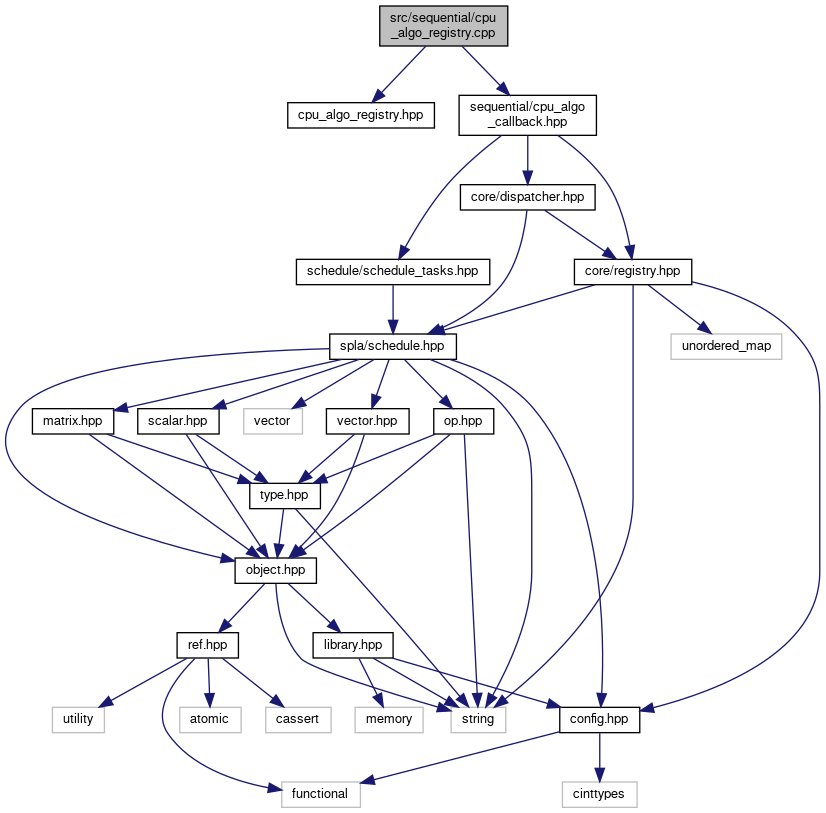 src/sequential/cpu
_algo_registry.cpp
cpu_algo_registry.hpp
sequential/cpu_algo
_callback.hpp
core/dispatcher.hpp
schedule/schedule_tasks.hpp
core/registry.hpp
spla/schedule.hpp
unordered_map
matrix.hpp
scalar.hpp
vector
vector.hpp
op.hpp
type.hpp
object.hpp
ref.hpp
library.hpp
utility
atomic
cassert
memory
string
config.hpp
functional
cinttypes